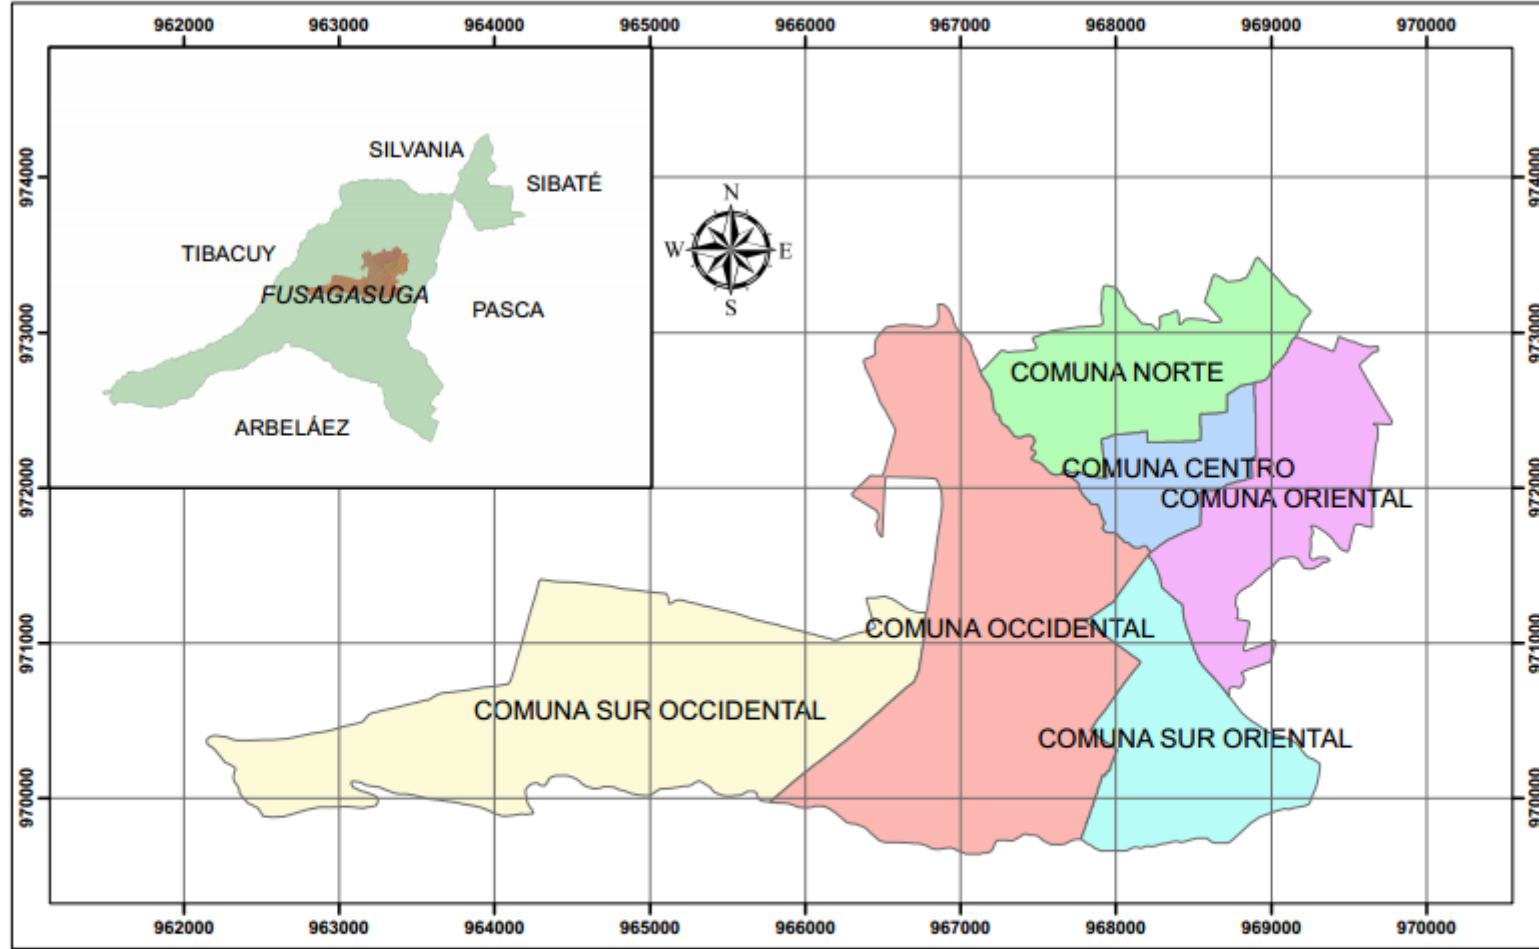 962000 963000 964000 965000 966000 967000 968000 969000 970000
SILVANIA
974000 974000
SIBATÉ
N
TIBACUY
W E
FUSAGASUGA
S
PASCA
973000 973000
COMUNA NORTE
ARBELÁEZ
COMUNA CENTRO
972000 972000
COMUNA ORIENTAL
COMUNA OCCIDENTAL
971000 971000
COMUNA SUR OCCIDENTAL
COMUNA SUR ORIENTAL
970000 970000
962000 963000 964000 965000 966000 967000 968000 969000 970000